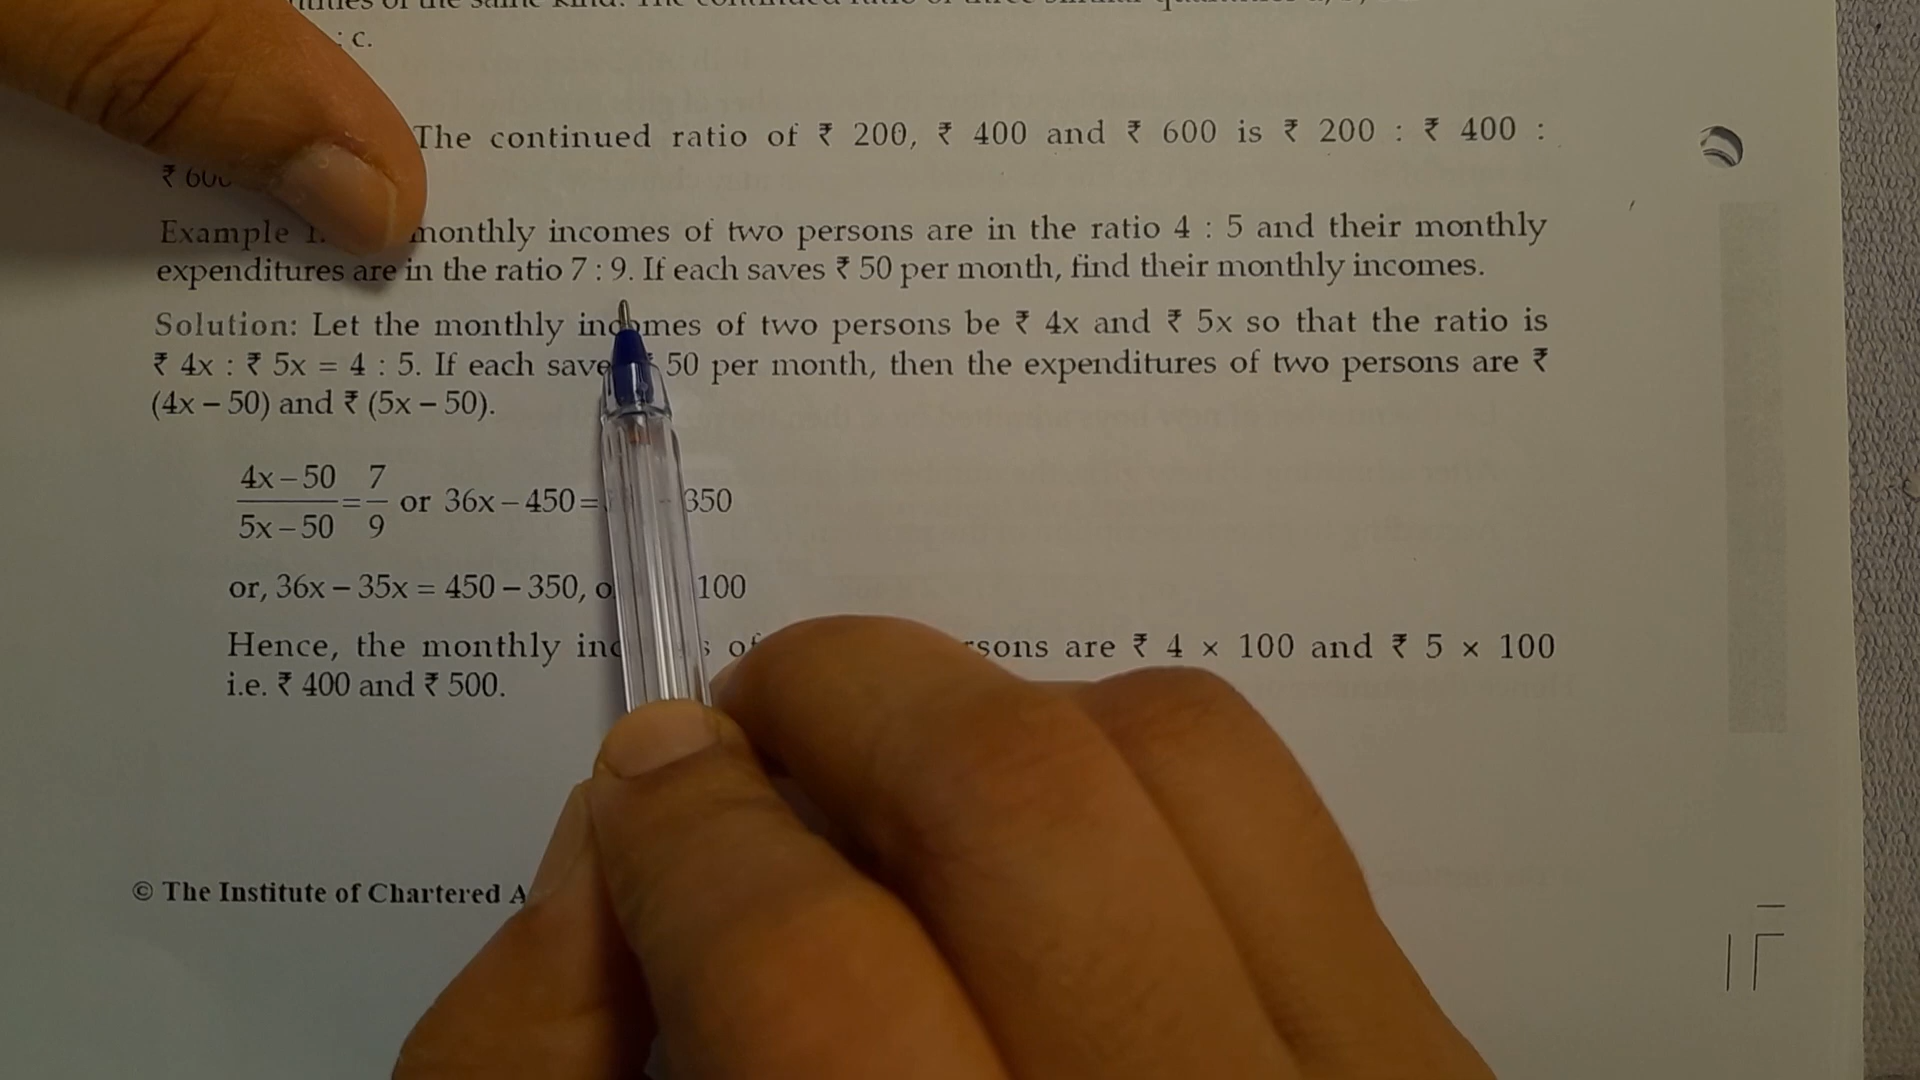 : c.
The continued ratio of ₹ 200, ₹ 400 and ₹ 600 is ₹ 200 : ₹ 400 :
₹ 600
Example 1. monthly incomes of two persons are in the ratio 4 : 5 and their monthly
expenditures are in the ratio 7 : 9. If each saves ₹ 50 per month, find their monthly incomes.
Solution: Let the monthly incomes of two persons be ₹ 4x and ₹ 5x so that the ratio is
₹ 4x : ₹ 5x = 4 : 5. If each save ₹ 50 per month, then the expenditures of two persons are ₹
(4x – 50) and ₹ (5x – 50).
4x – 50 / 5x – 50 = 7 / 9 or 36x – 450 = 350
or, 36x – 35x = 450 – 350, 100
Hence, the monthly of are ₹ 4 × 100 and ₹ 5 × 100
i.e. ₹ 400 and ₹ 500.
© The Institute of Chartered A